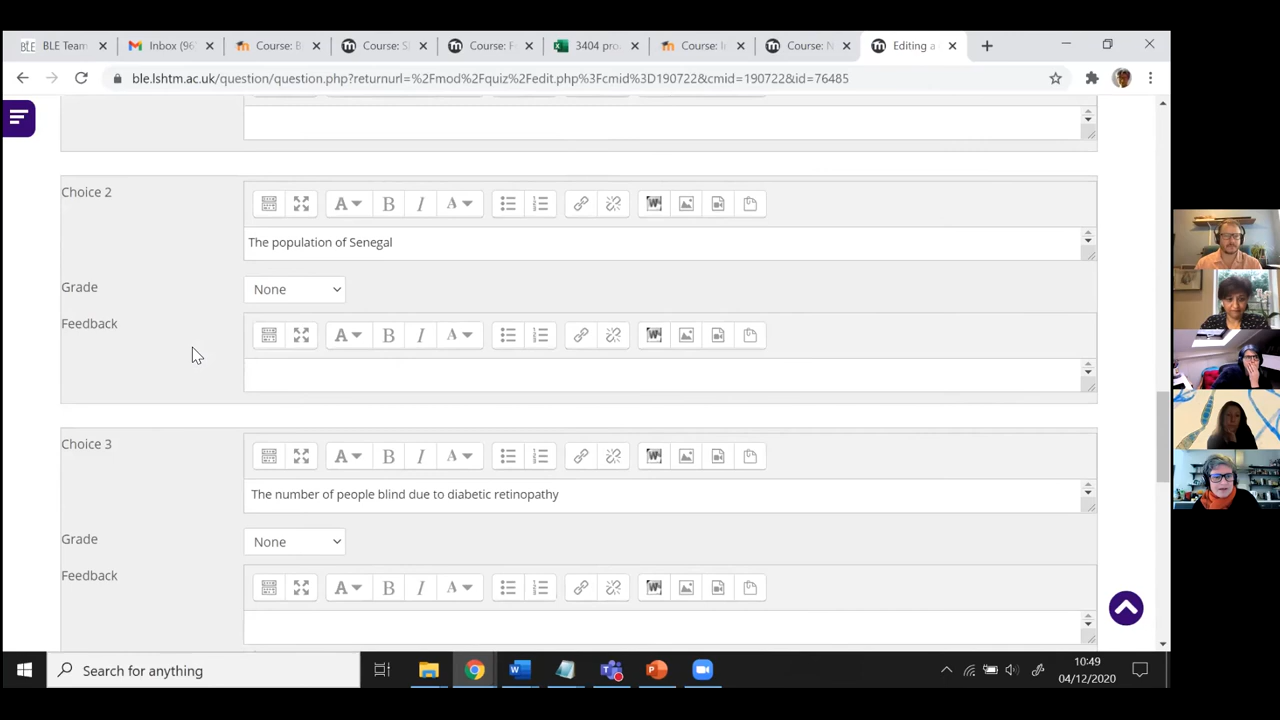 BLE BLE Team
Inbox (96
Course: B
Course: S
Course: F
3404 pro
Course: I
Course: N
Editing a
ble.lshtm.ac.uk/question/question.php?returnurl=%2Fmod%2Fquiz%2Fedit.php%3Fcmid%3D190722&cmid=190722&id=76485
Choice 2
The population of Senegal
Grade
None
Feedback
Choice 3
The number of people blind due to diabetic retinopathy
Grade
None
Feedback
Search for anything
10:49
04/12/2020